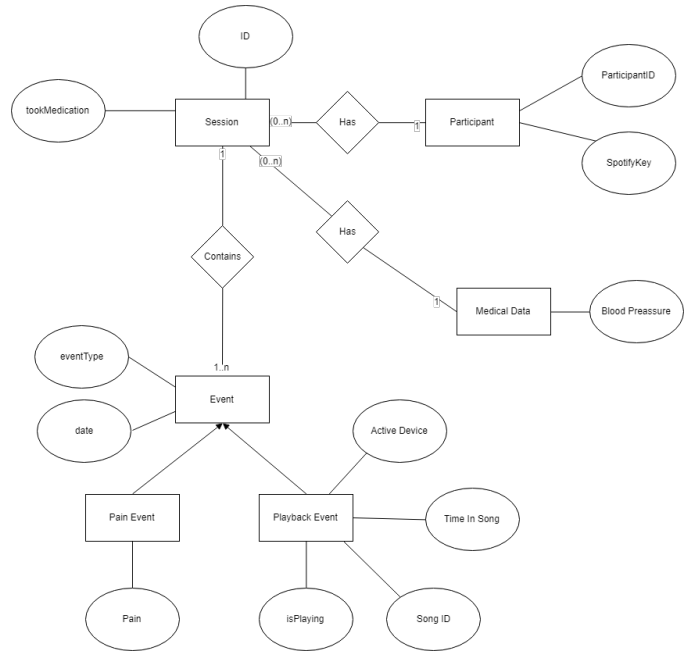 ID
tookMedication
Session
(0..n)
Has
1
Participant
ParticipantID
SpotifyKey
1
(0..n)
Has
1
Medical Data
Blood Preassure
Contains
1..n
eventType
Event
date
Active Device
Pain Event
Playback Event
Time In Song
Pain
isPlaying
Song ID